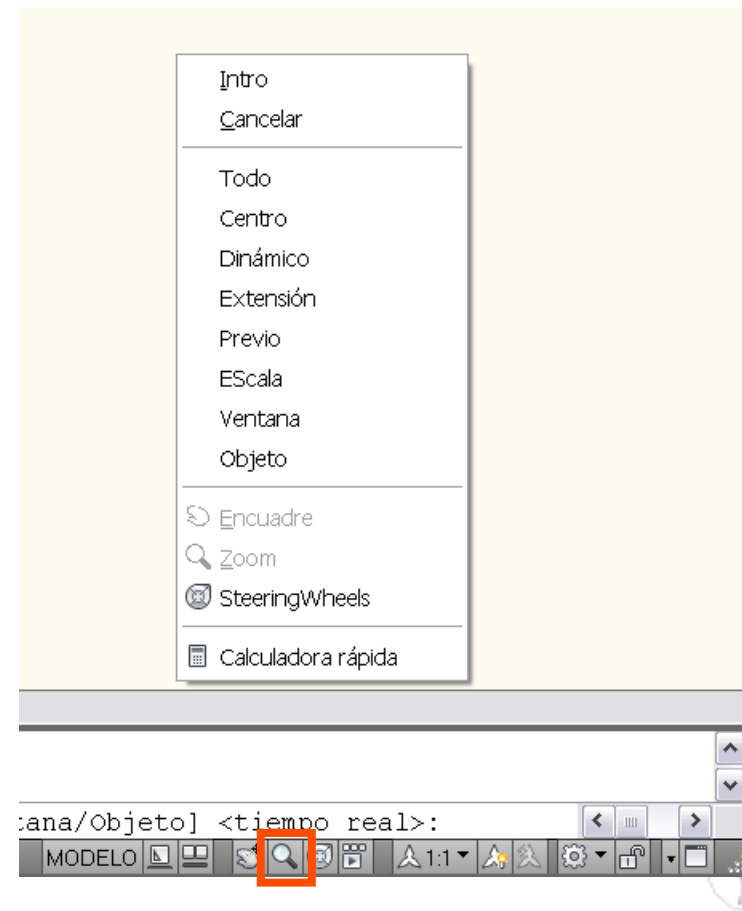 Intro
Cancelar
Todo
Centro
Dinámico
Extensión
Previo
EScala
Ventana
Objeto
Encuadre
Zoom
SteeringWheels
Calculadora rápida
tana/Objeto] <tiempo real>:
MODELO 1:1